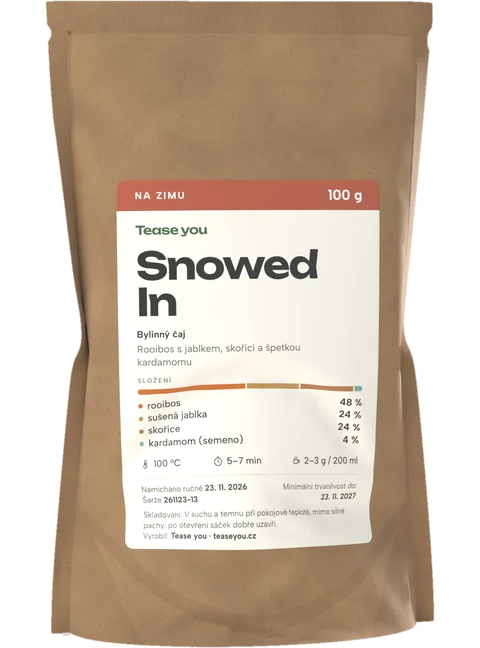 NA ZIMU 100 g
Tease you
Snowed
In
Bylinný čaj
Rooibos s jablkem, skořicí a špetkou
kardamomu
SLOŽENÍ
rooibos 48 %
sušená jablka 24 %
skořice 24 %
kardamom (semeno) 4 %
100 °C 5–7 min 2–3 g / 200 ml
Namícháno ručně 23. 11. 2026 Minimální trvanlivost do:
Šarže 261123-13 23. 11. 2027
Skladování: V suchu a temnu při pokojové teplotě, mimo silné
pachy, po otevření sáček dobře uzavři.
Vyrobil: Tease you · teaseyou.cz